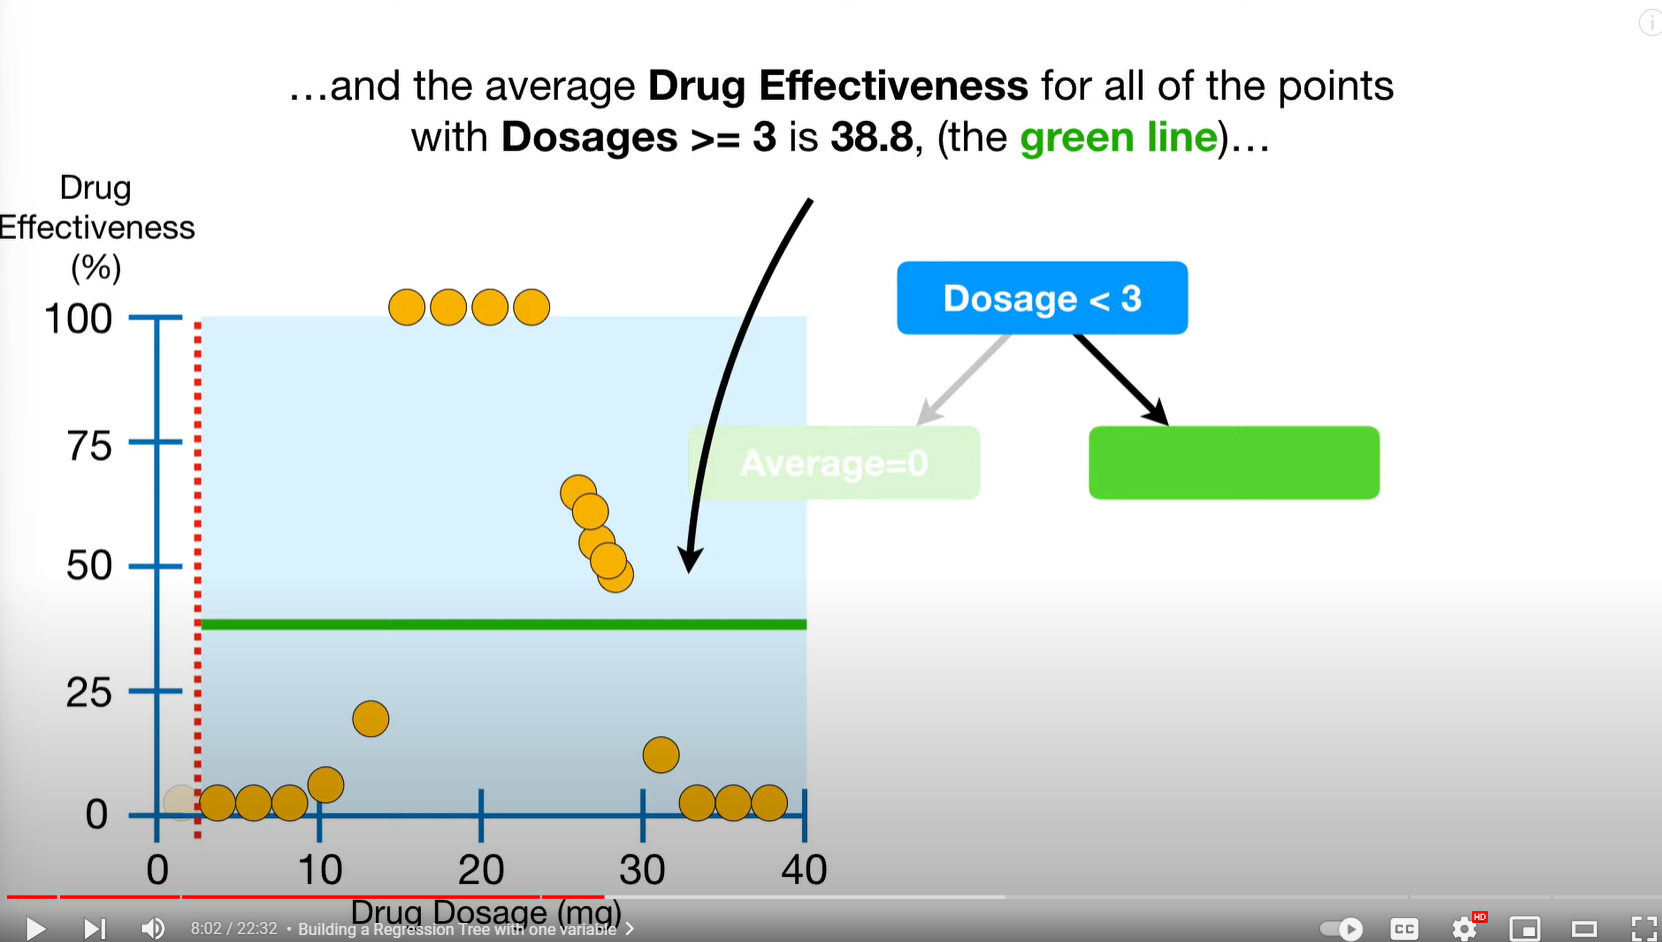 …and the average Drug Effectiveness for all of the points
with Dosages >= 3 is 38.8, (the green line)…
Drug
Effectiveness
(%)
100
75
50
25
0
0 10 20 30 40
Drug Dosage (mg)
Dosage < 3
Average=0
8:02 / 22:32 • Building a Regression Tree with one variable
CC
HD